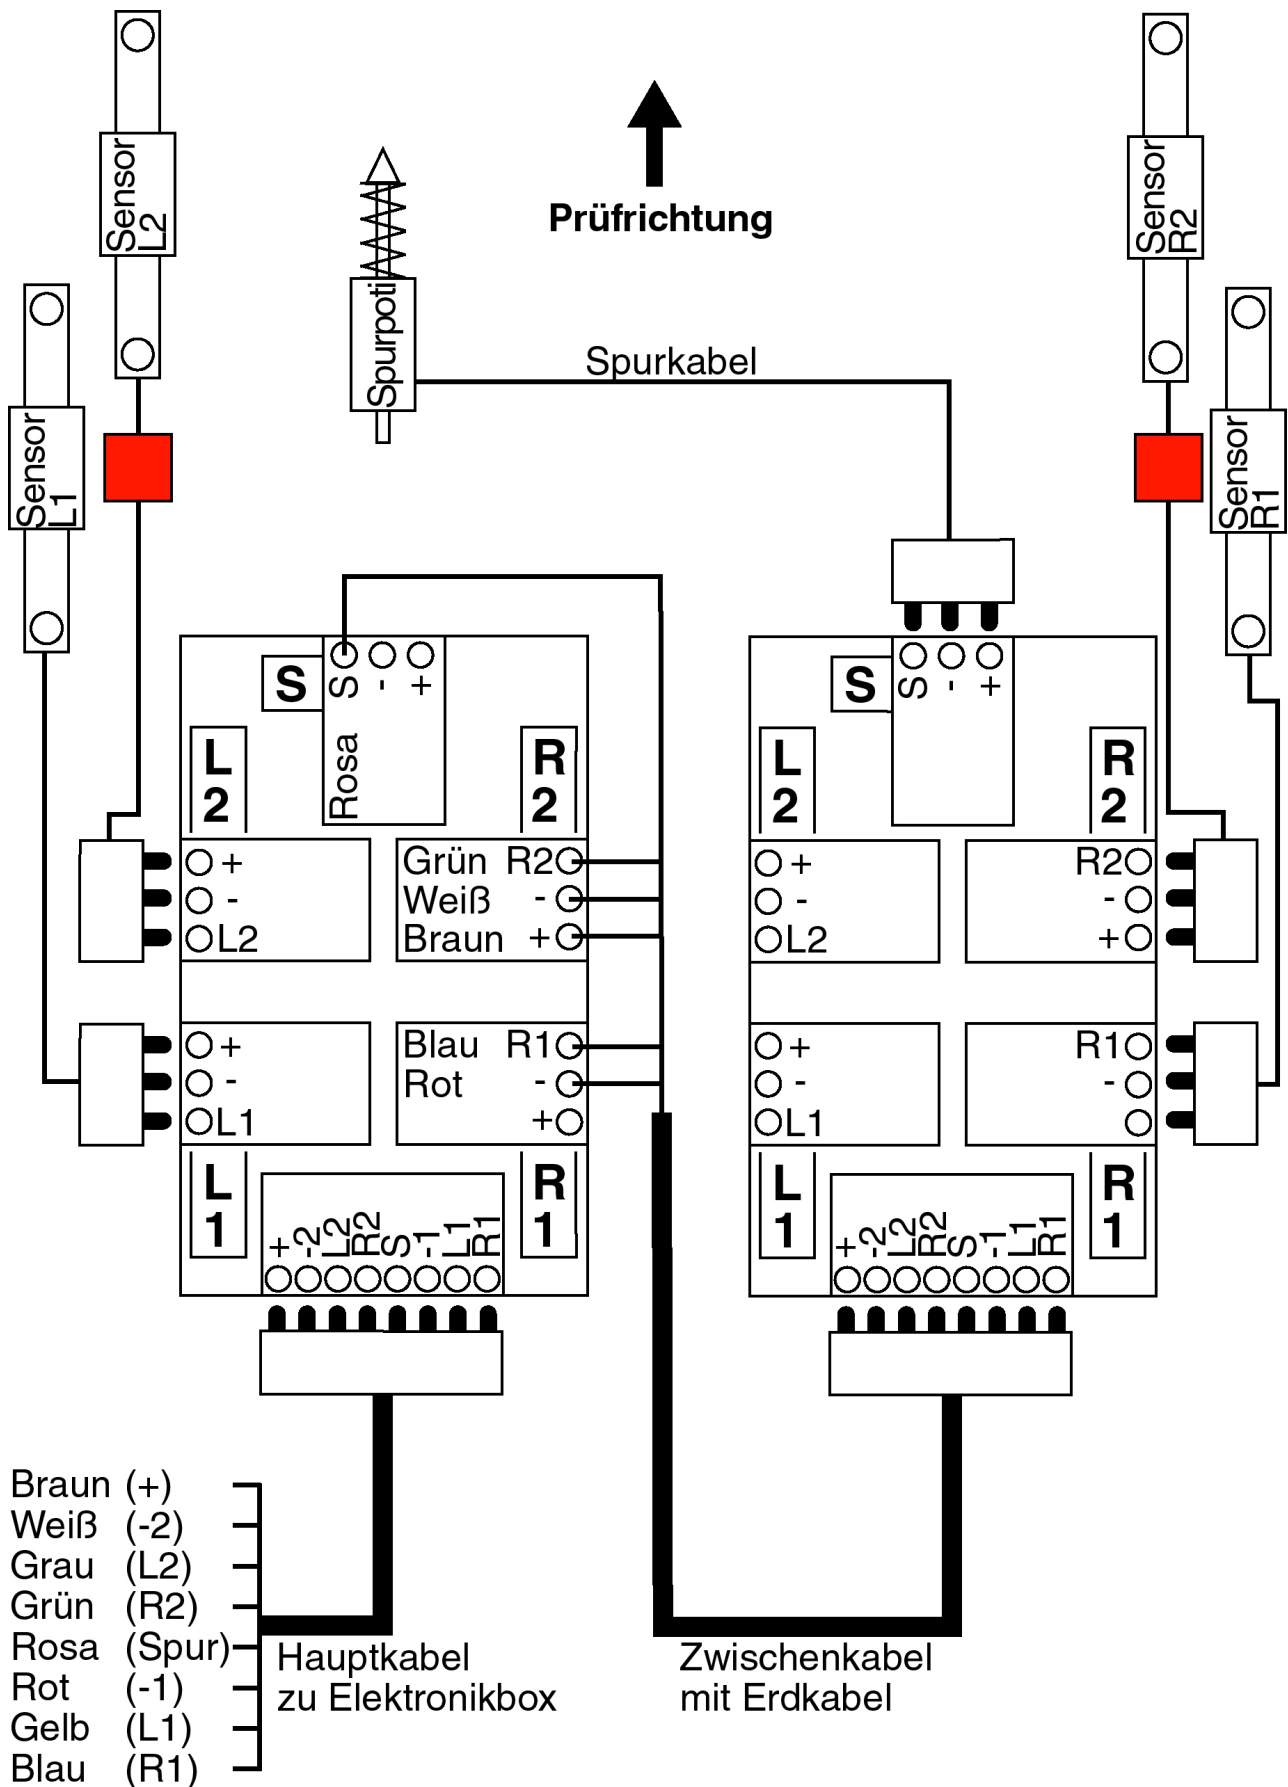 Sensor
L2
Sensor
R2
Prüfrichtung
Spurpoti
Spurkabel
Sensor
L1
Sensor
R1
S
S
-
+
Rosa
L
2
R
2
+
-
L2
Grün R2
Weiß -
Braun +
+
-
L1
Blau R1
Rot -
+
L
1
R
1
+
-2
L2
R2
S
-1
L1
R1
S
S
-
+
L
2
R
2
+
-
L2
R2
-
+
+
-
L1
R1
-
L
1
R
1
+
-2
L2
R2
S
-1
L1
R1
Braun (+)
Weiß (-2)
Grau (L2)
Grün (R2)
Rosa (Spur)
Rot (-1)
Gelb (L1)
Blau (R1)
Hauptkabel
zu Elektronikbox
Zwischenkabel
mit Erdkabel